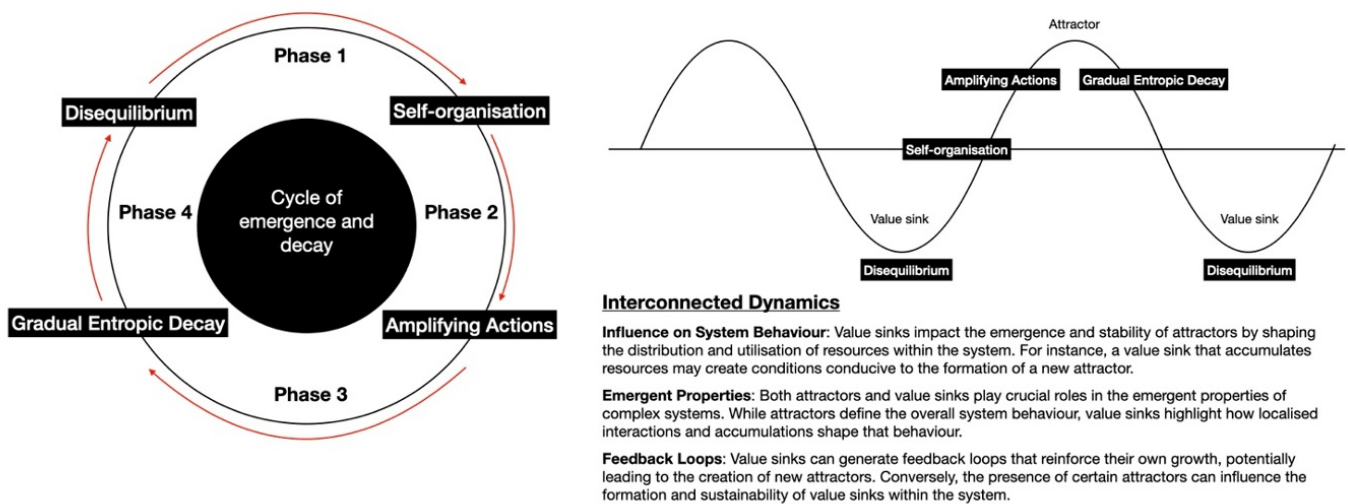 Phase 1
Disequilibrium
Self-organisation
Cycle of
emergence and
decay
Phase 4
Phase 2
Gradual Entropic Decay
Amplifying Actions
Phase 3
Attractor
Amplifying Actions
Gradual Entropic Decay
Self-organisation
Value sink
Value sink
Disequilibrium
Disequilibrium
Interconnected Dynamics
Influence on System Behaviour: Value sinks impact the emergence and stability of attractors by shaping
the distribution and utilisation of resources within the system. For instance, a value sink that accumulates
resources may create conditions conducive to the formation of a new attractor.
Emergent Properties: Both attractors and value sinks play crucial roles in the emergent properties of
complex systems. While attractors define the overall system behaviour, value sinks highlight how localised
interactions and accumulations shape that behaviour.
Feedback Loops: Value sinks can generate feedback loops that reinforce their own growth, potentially
leading to the creation of new attractors. Conversely, the presence of certain attractors can influence the
formation and sustainability of value sinks within the system.